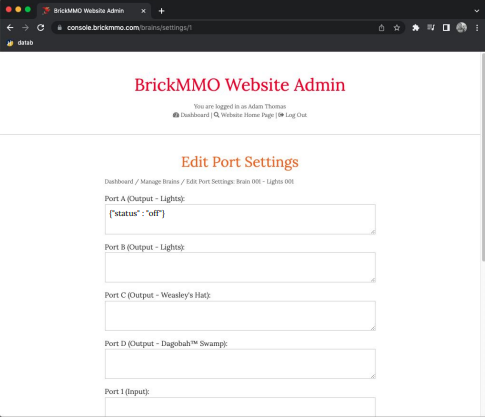 BrickMMO Website Admin
console.brickmmo.com/brains/settings/1
datab
BrickMMO Website Admin
You are logged in as Adam Thomas
Dashboard | Website Home Page | Log Out
Edit Port Settings
Dashboard / Manage Brains / Edit Port Settings: Brain 001 - Lights 001
Port A (Output - Lights):
{"status" : "off"}
Port B (Output - Lights):
Port C (Output - Weasley's Hat):
Port D (Output - Dagobah™ Swamp):
Port 1 (Input):